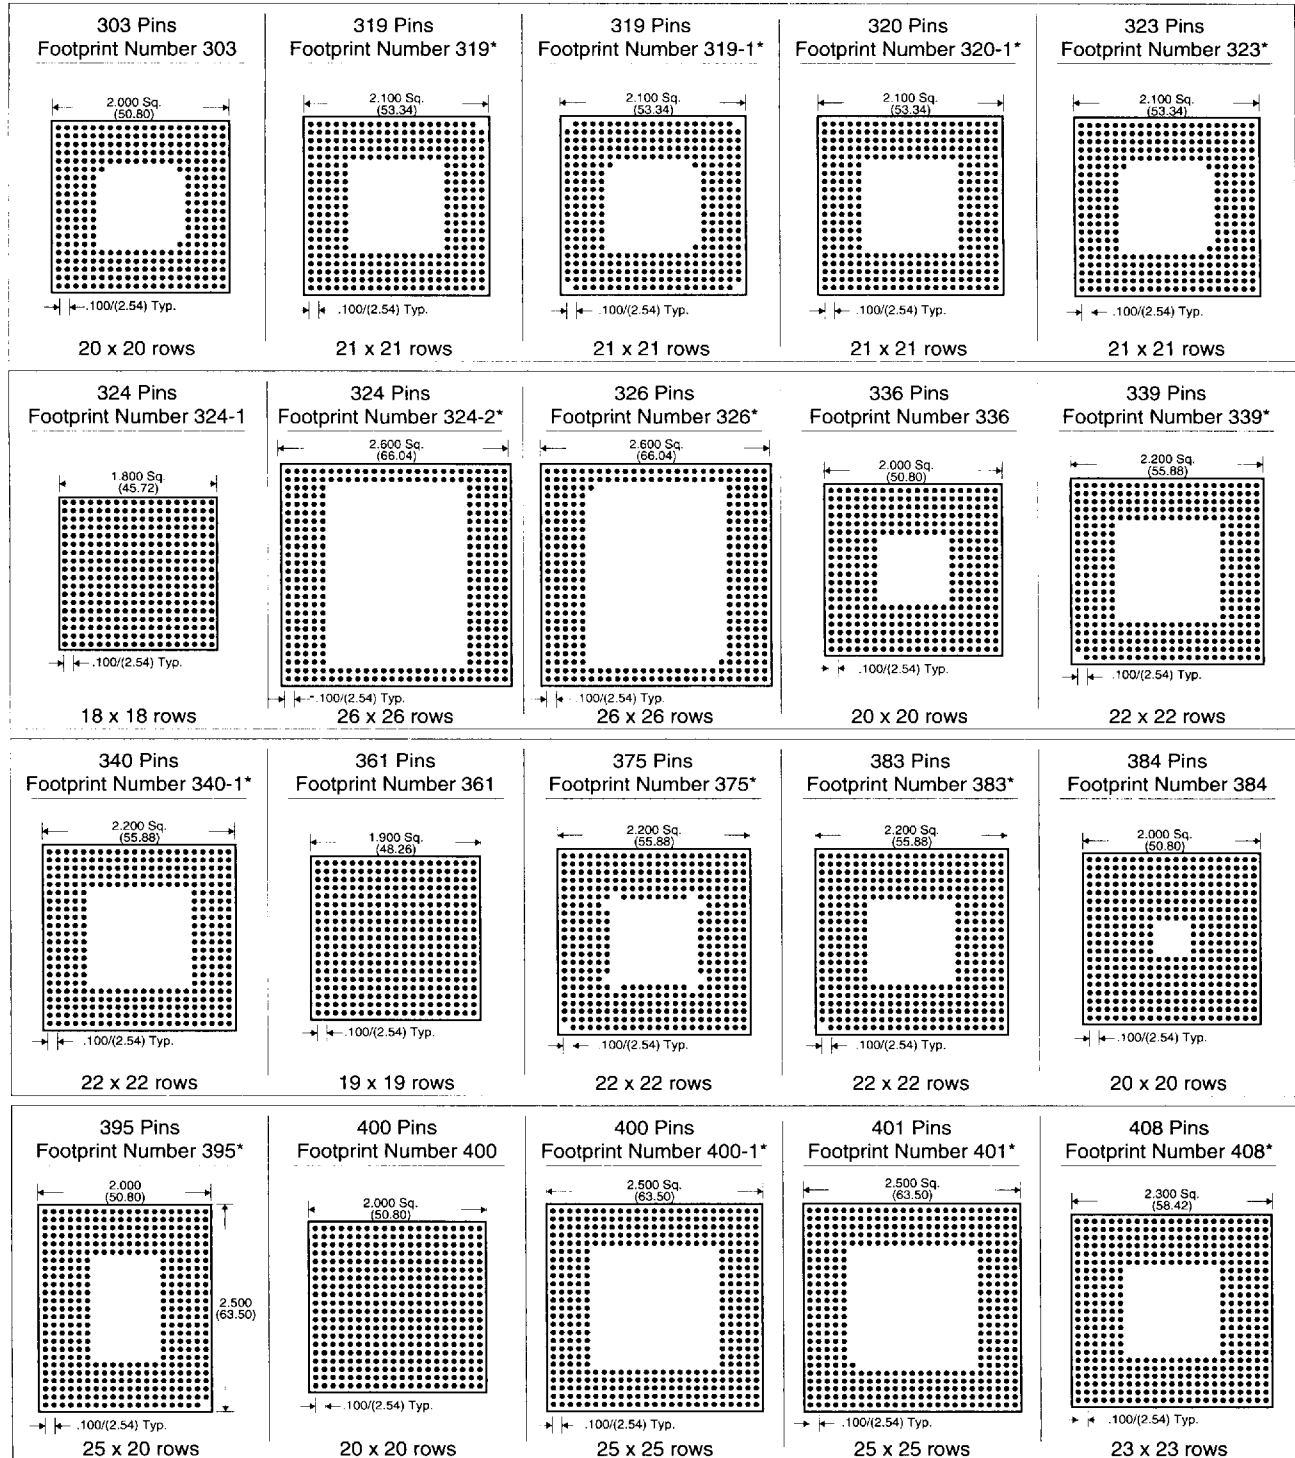 303 Pins
Footprint Number 303
2.000 Sq.
(50.80)
.100/(2.54) Typ.
20 x 20 rows
319 Pins
Footprint Number 319*
2.100 Sq.
(53.34)
.100/(2.54) Typ.
21 x 21 rows
319 Pins
Footprint Number 319-1*
2.100 Sq.
(53.34)
.100/(2.54) Typ.
21 x 21 rows
320 Pins
Footprint Number 320-1*
2.100 Sq.
(53.34)
.100/(2.54) Typ.
21 x 21 rows
323 Pins
Footprint Number 323*
2.100 Sq.
(53.34)
.100/(2.54) Typ.
21 x 21 rows
324 Pins
Footprint Number 324-1
1.800 Sq.
(45.72)
.100/(2.54) Typ.
18 x 18 rows
324 Pins
Footprint Number 324-2*
2.600 Sq.
(66.04)
.100/(2.54) Typ.
26 x 26 rows
326 Pins
Footprint Number 326*
2.600 Sq.
(66.04)
.100/(2.54) Typ.
26 x 26 rows
336 Pins
Footprint Number 336
2.000 Sq.
(50.80)
.100/(2.54) Typ.
20 x 20 rows
339 Pins
Footprint Number 339*
2.200 Sq.
(55.88)
.100/(2.54) Typ.
22 x 22 rows
340 Pins
Footprint Number 340-1*
2.200 Sq.
(55.88)
.100/(2.54) Typ.
22 x 22 rows
361 Pins
Footprint Number 361
1.900 Sq.
(48.26)
.100/(2.54) Typ.
19 x 19 rows
375 Pins
Footprint Number 375*
2.200 Sq.
(55.88)
.100/(2.54) Typ.
22 x 22 rows
383 Pins
Footprint Number 383*
2.200 Sq.
(55.88)
.100/(2.54) Typ.
22 x 22 rows
384 Pins
Footprint Number 384
2.000 Sq.
(50.80)
.100/(2.54) Typ.
20 x 20 rows
395 Pins
Footprint Number 395*
2.000
(50.80)
2.500
(63.50)
.100/(2.54) Typ.
25 x 20 rows
400 Pins
Footprint Number 400
2.000 Sq.
(50.80)
.100/(2.54) Typ.
20 x 20 rows
400 Pins
Footprint Number 400-1*
2.500 Sq.
(63.50)
.100/(2.54) Typ.
25 x 25 rows
401 Pins
Footprint Number 401*
2.500 Sq.
(63.50)
.100/(2.54) Typ.
25 x 25 rows
408 Pins
Footprint Number 408*
2.300 Sq.
(58.42)
.100/(2.54) Typ.
23 x 23 rows